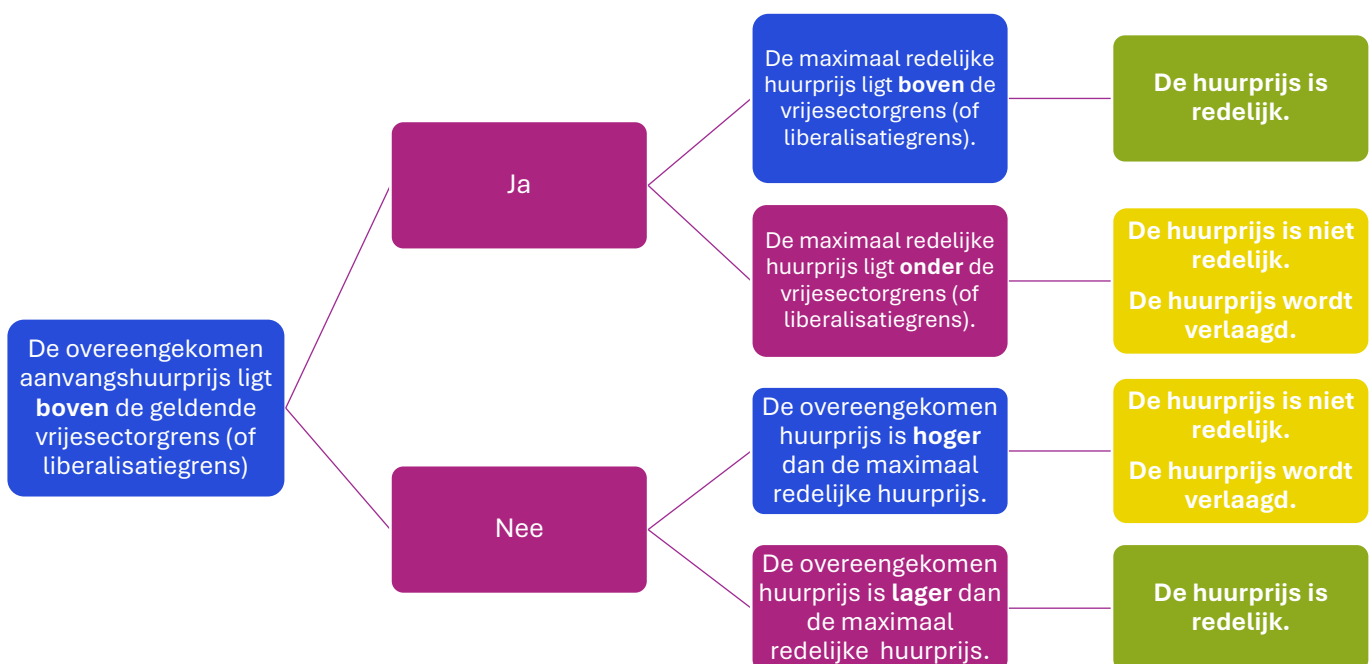 De overeengekomen
aanvangshuurprijs ligt
boven de geldende
vrijesectorgrens (of
liberalisatiegrens)
Ja
De maximaal redelijke
huurprijs ligt boven de
vrijesectorgrens (of
liberalisatiegrens).
De huurprijs is
redelijk.
De maximaal redelijke
huurprijs ligt onder de
vrijesectorgrens (of
liberalisatiegrens).
De huurprijs is niet
redelijk.
De huurprijs wordt
verlaagd.
Nee
De overeengekomen
huurprijs is hoger
dan de maximaal
redelijke huurprijs.
De huurprijs is niet
redelijk.
De huurprijs wordt
verlaagd.
De overeengekomen
huurprijs is lager dan
de maximaal
redelijke huurprijs.
De huurprijs is
redelijk.